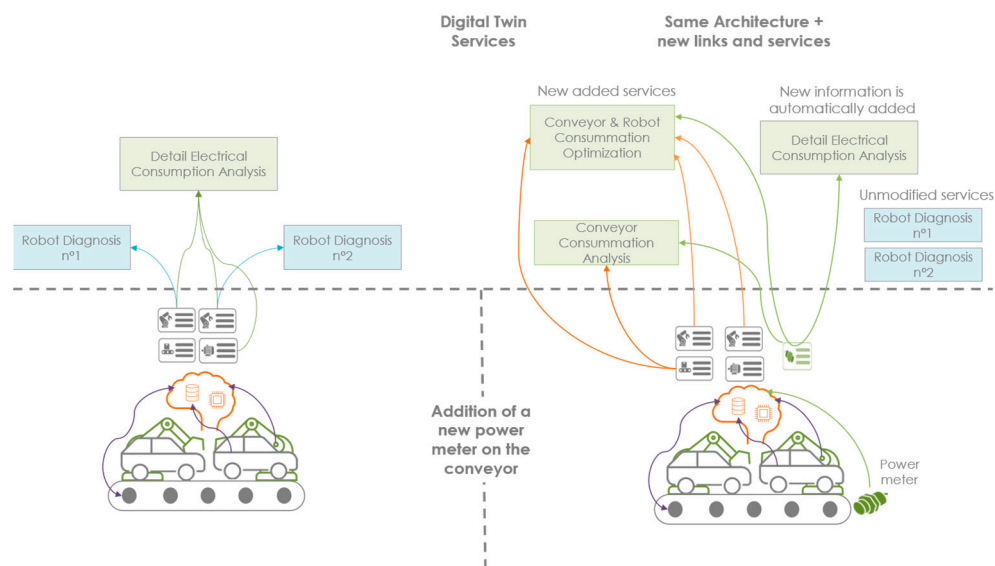 Digital Twin
Services
Same Architecture +
new links and services
Detail Electrical
Consumption Analysis
Robot Diagnosis
n°1
Robot Diagnosis
n°2
New added services
Conveyor & Robot
Consummation
Optimization
New information is
automatically added
Detail Electrical
Consumption Analysis
Unmodified services
Robot Diagnosis
n°1
Robot Diagnosis
n°2
Conveyor
Consummation
Analysis
Addition of a
new power
meter on the
conveyor
Power
meter